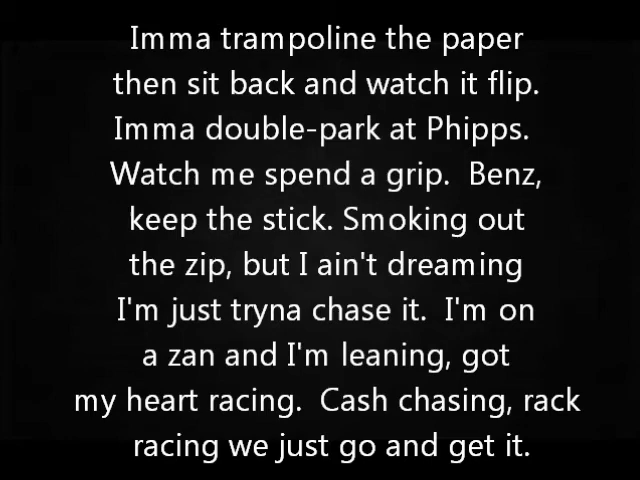 Imma trampoline the paper
then sit back and watch it flip.
Imma double-park at Phipps.
Watch me spend a grip.  Benz,
keep the stick. Smoking out
the zip, but I ain't dreaming
I'm just tryna chase it.  I'm on
a zan and I'm leaning, got
my heart racing.  Cash chasing, rack
racing we just go and get it.